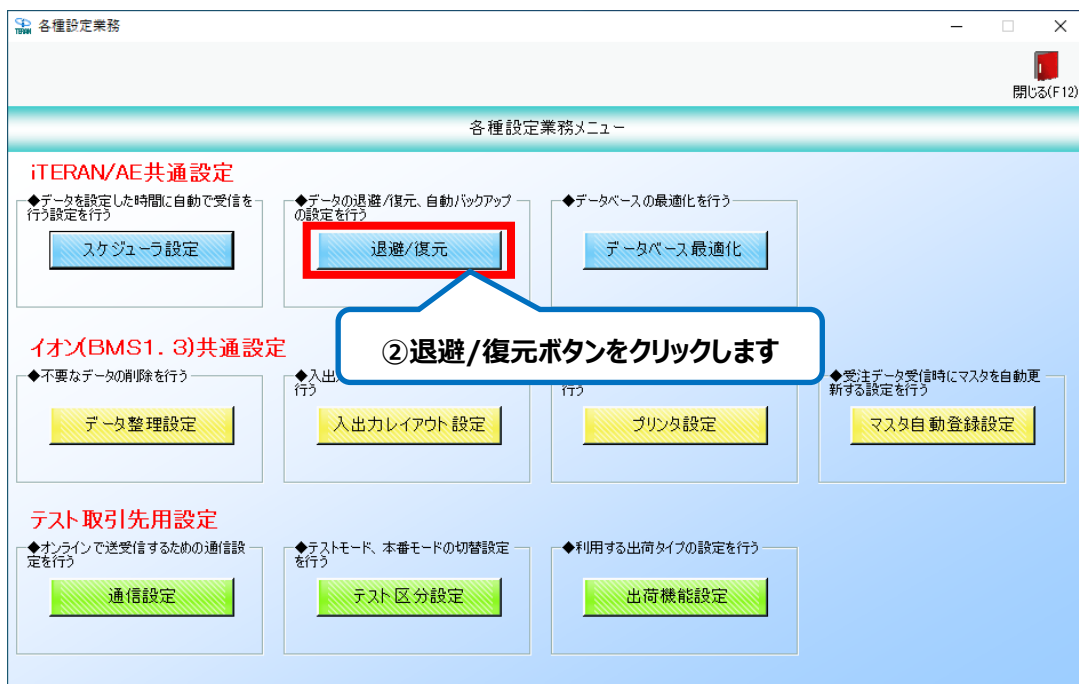 各種設定業務
閉じる(F12)
各種設定業務メニュー
iTERAN/AE共通設定
◆データを設定した時間に自動で受信を
行う設定を行う
スケジューラ設定
◆データの退避/復元、自動バックアップ
の設定を行う
退避/復元
◆データベースの最適化を行う
データベース最適化
②退避/復元ボタンをクリックします
イオン(BMS1.3)共通設定
◆不要なデータの削除を行う
データ整理設定
◆入出
行う
入出力レイアウト設定
行う
プリンタ設定
◆受注データ受信時にマスタを自動更
新する設定を行う
マスタ自動登録設定
テスト取引先用設定
◆オンラインで送受信するための通信設
定を行う
通信設定
◆テストモード、本番モードの切替設定
を行う
テスト区分設定
◆利用する出荷タイプの設定を行う
出荷機能設定